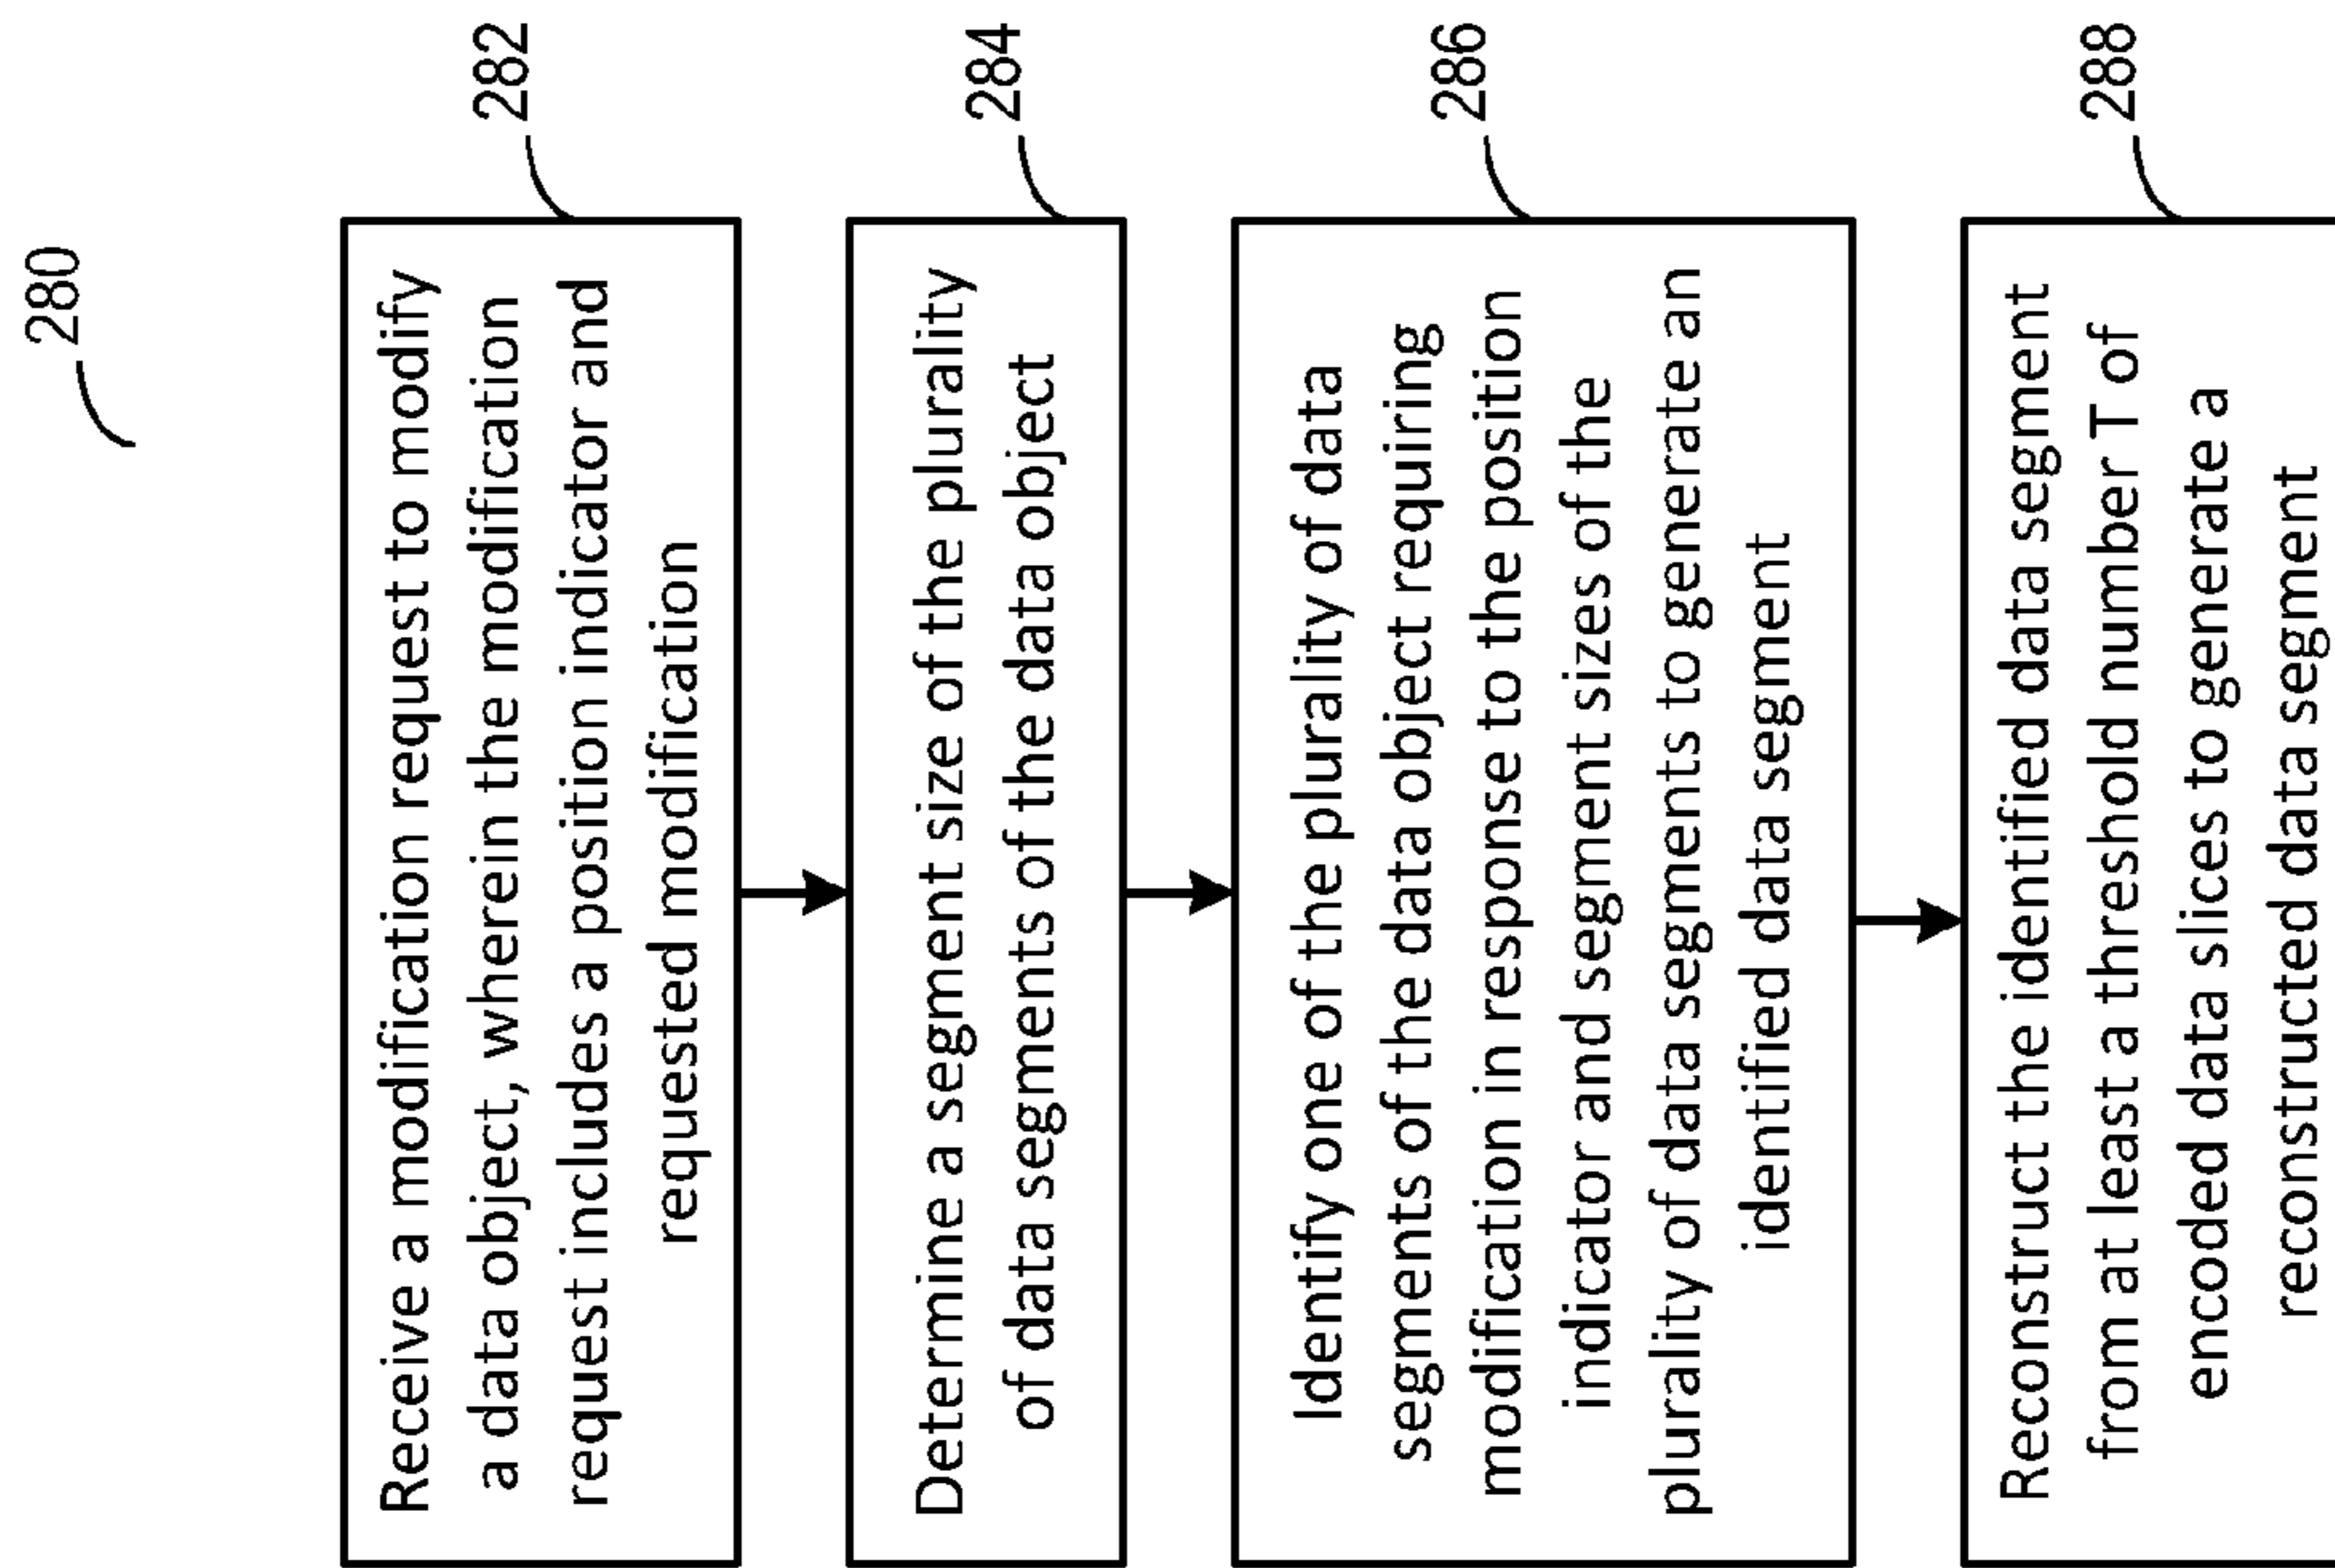 280
Receive a modification request to modify
a data object, wherein the modification
request includes a position indicator and
requested modification
282
Determine a segment size of the plurality
of data segments of the data object
284
Identify one of the plurality of data
segments of the data object requiring
modification in response to the position
indicator and segment sizes of the
plurality of data segments to generate an
identified data segment
286
Reconstruct the identified data segment
from at least a threshold number T of
encoded data slices to generate a
reconstructed data segment
288